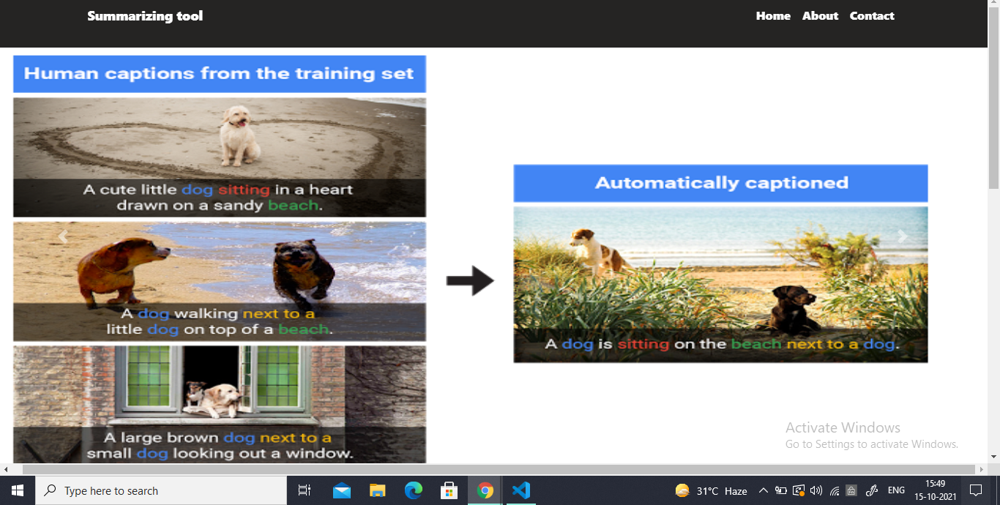 Summarizing tool
Home About Contact
Human captions from the training set
A cute little dog sitting in a heart
drawn on a sandy beach.
A dog walking next to a
little dog on top of a beach.
A large brown dog next to a
small dog looking out a window.
Automatically captioned
A dog is sitting on the beach next to a dog.
Activate Windows
Go to Settings to activate Windows.
Type here to search
31°C Haze
ENG
15:49
15-10-2021